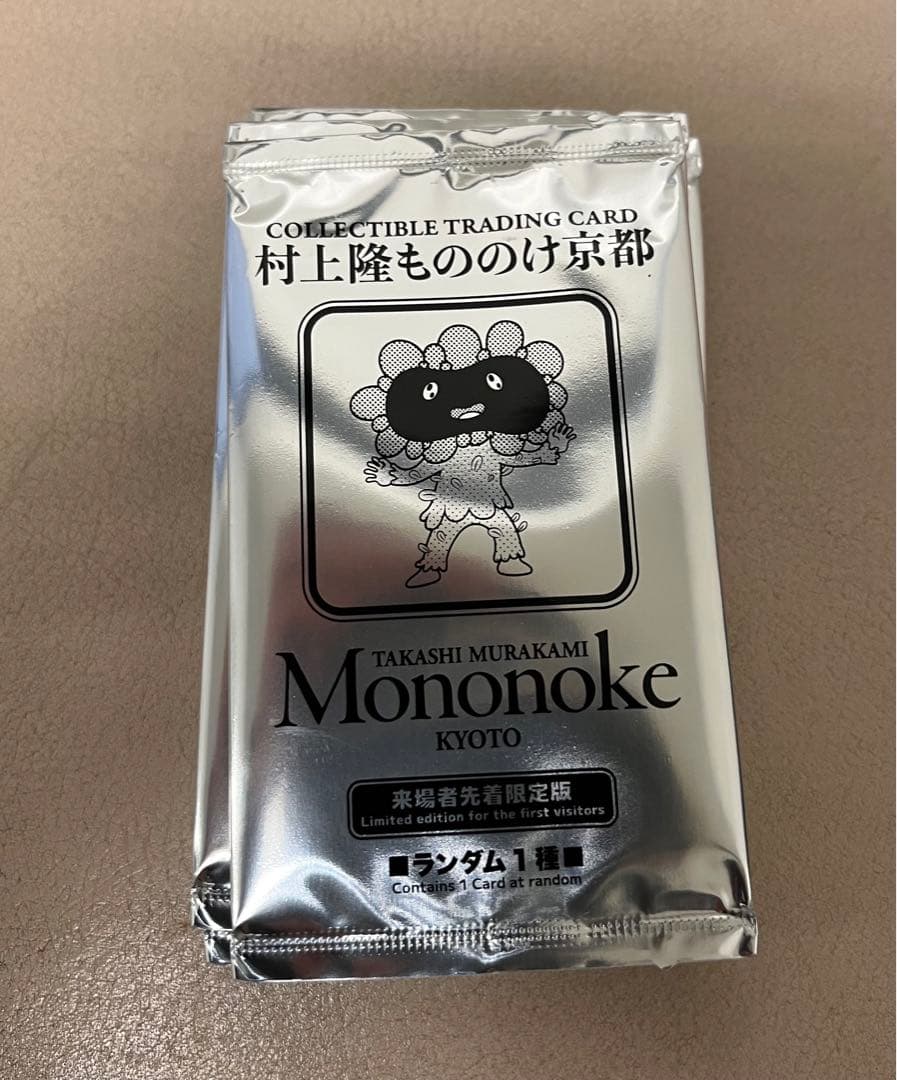 COLLECTIBLE TRADING CARD
村上隆もののけ京都
TAKASHI MURAKAMI
Mononoke
KYOTO
来場者先着限定版
Limited edition for the first visitors
■ランダム1種■
Contains 1 Card at random